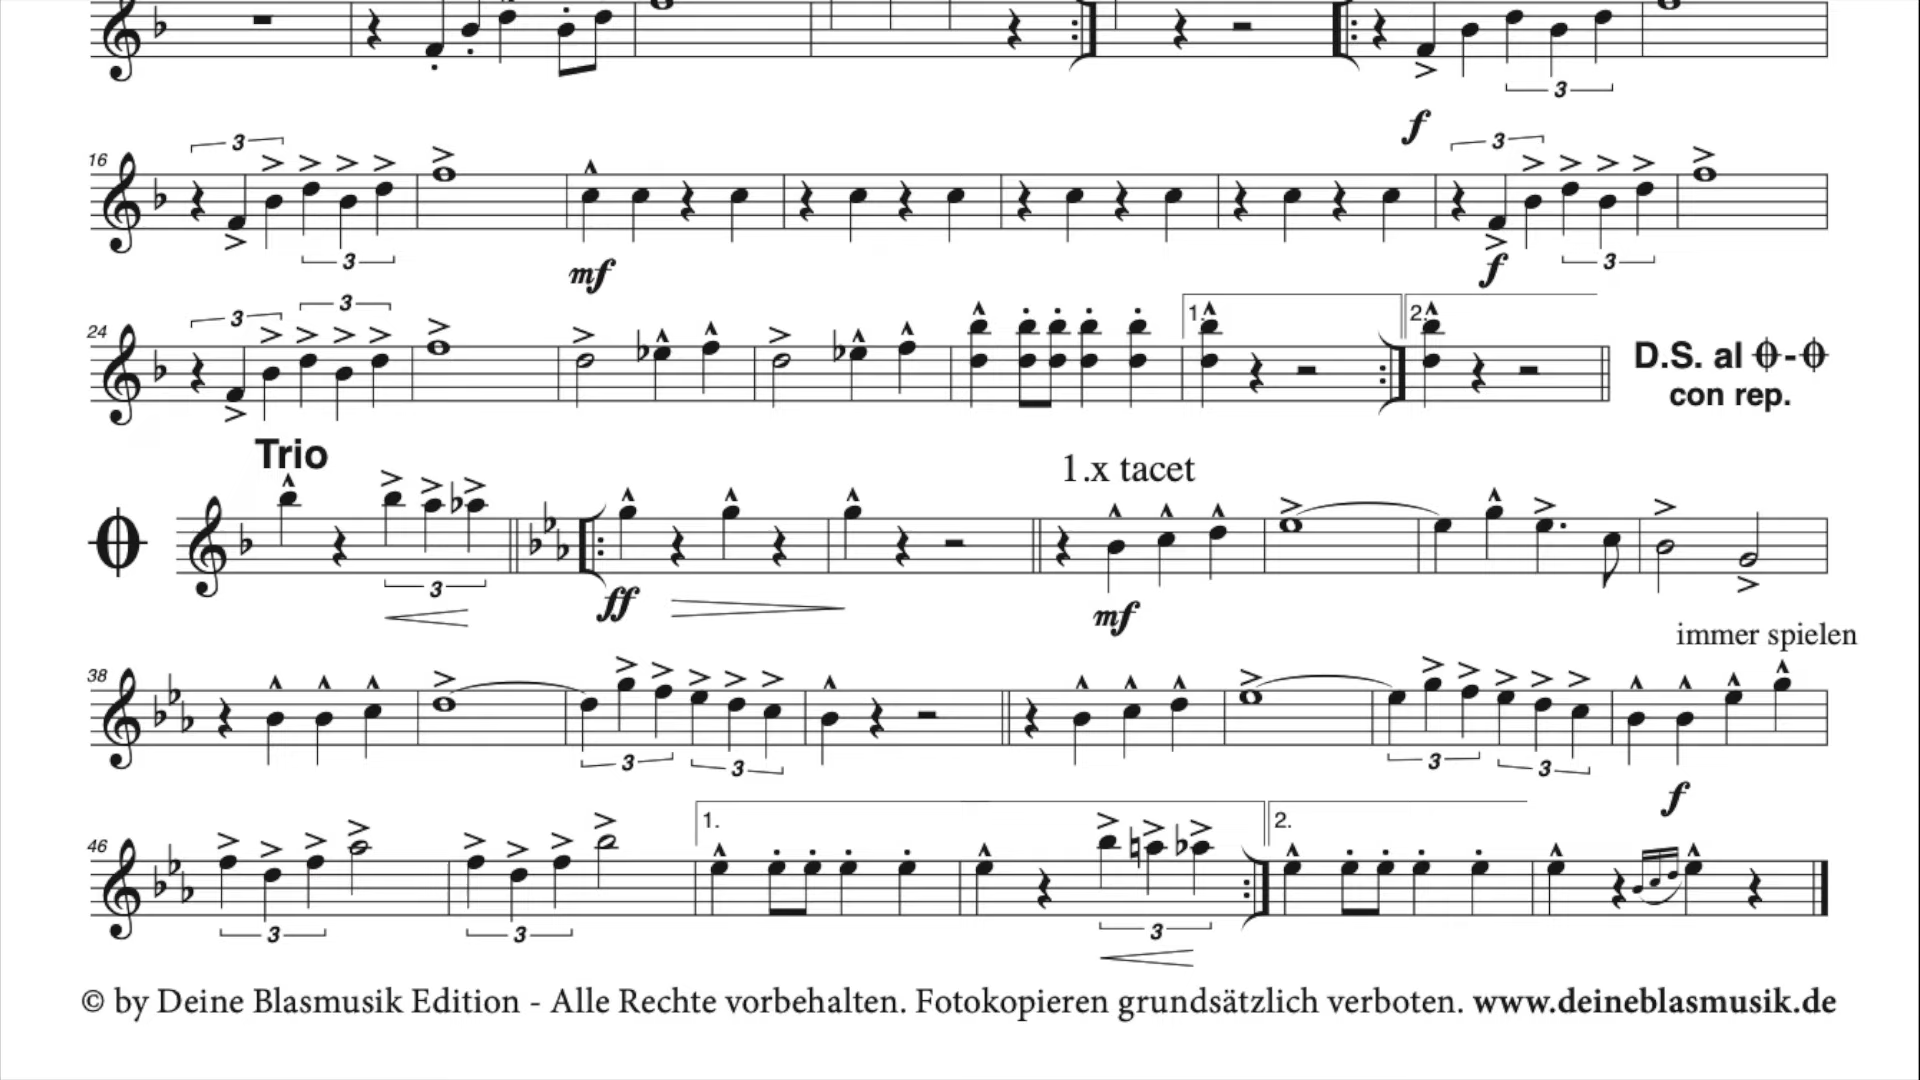 3
f
16
3
3
3
3
mf
f
24
3
3
1.
2.
D.S. al 𝄌-𝄌
con rep.
Trio
1.x tacet
3
ff
mf
immer spielen
38
3
3
3
3
f
46
3
3
1.
3
2.
© by Deine Blasmusik Edition - Alle Rechte vorbehalten. Fotokopieren grundsätzlich verboten. www.deineblasmusik.de